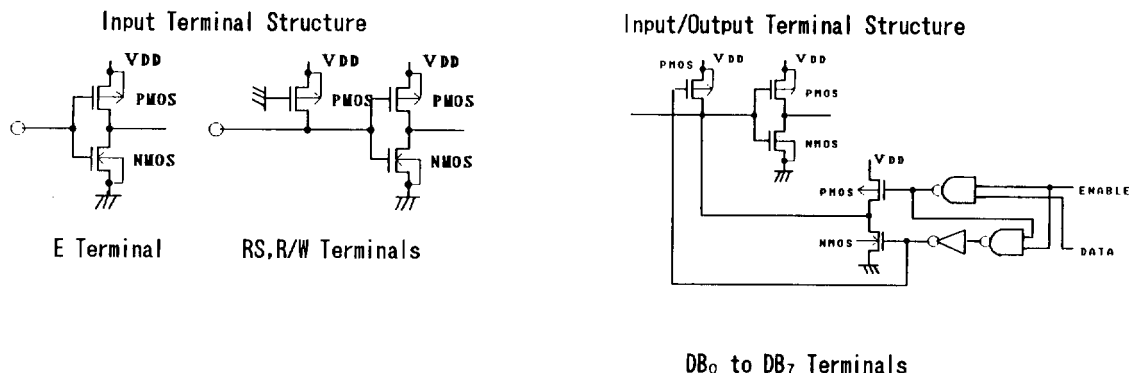 Input Terminal Structure
VDD
PMOS
NMOS
E Terminal
VDD
VDD
PMOS
PMOS
NMOS
RS,R/W Terminals
Input/Output Terminal Structure
PMOS
VDD
VDD
PMOS
NMOS
VDD
PMOS
ENABLE
NMOS
DATA
DB₀ to DB₇ Terminals